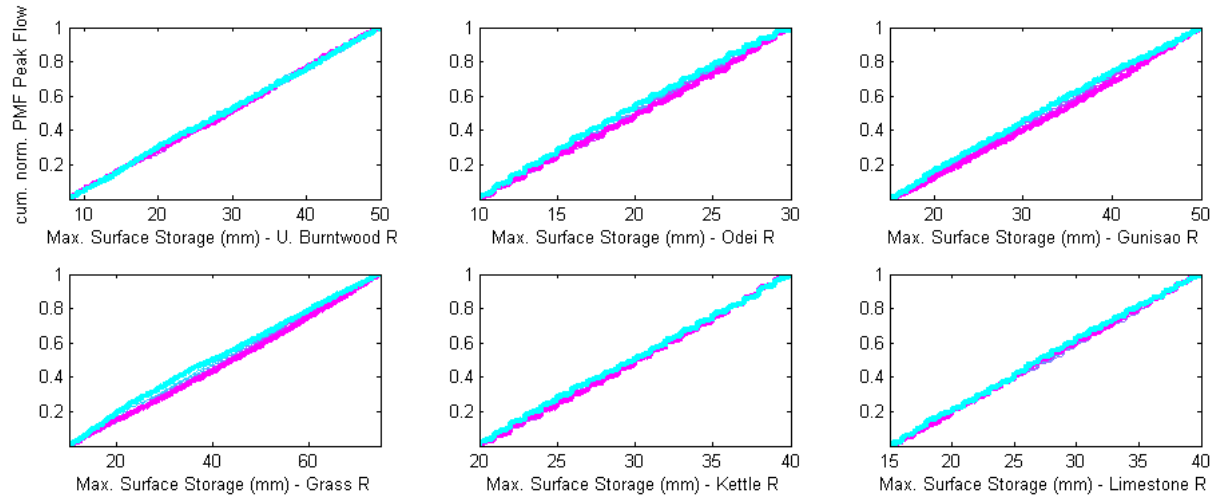 cum. norm. PMF Peak Flow
1
0.8
0.6
0.4
0.2
10 20 30 40 50
Max. Surface Storage (mm) - U. Burntwood R
1
0.8
0.6
0.4
0.2
10 15 20 25 30
Max. Surface Storage (mm) - Odei R
1
0.8
0.6
0.4
0.2
20 30 40 50
Max. Surface Storage (mm) - Gunisao R
1
0.8
0.6
0.4
0.2
20 40 60
Max. Surface Storage (mm) - Grass R
1
0.8
0.6
0.4
0.2
20 25 30 35 40
Max. Surface Storage (mm) - Kettle R
1
0.8
0.6
0.4
0.2
15 20 25 30 35 40
Max. Surface Storage (mm) - Limestone R